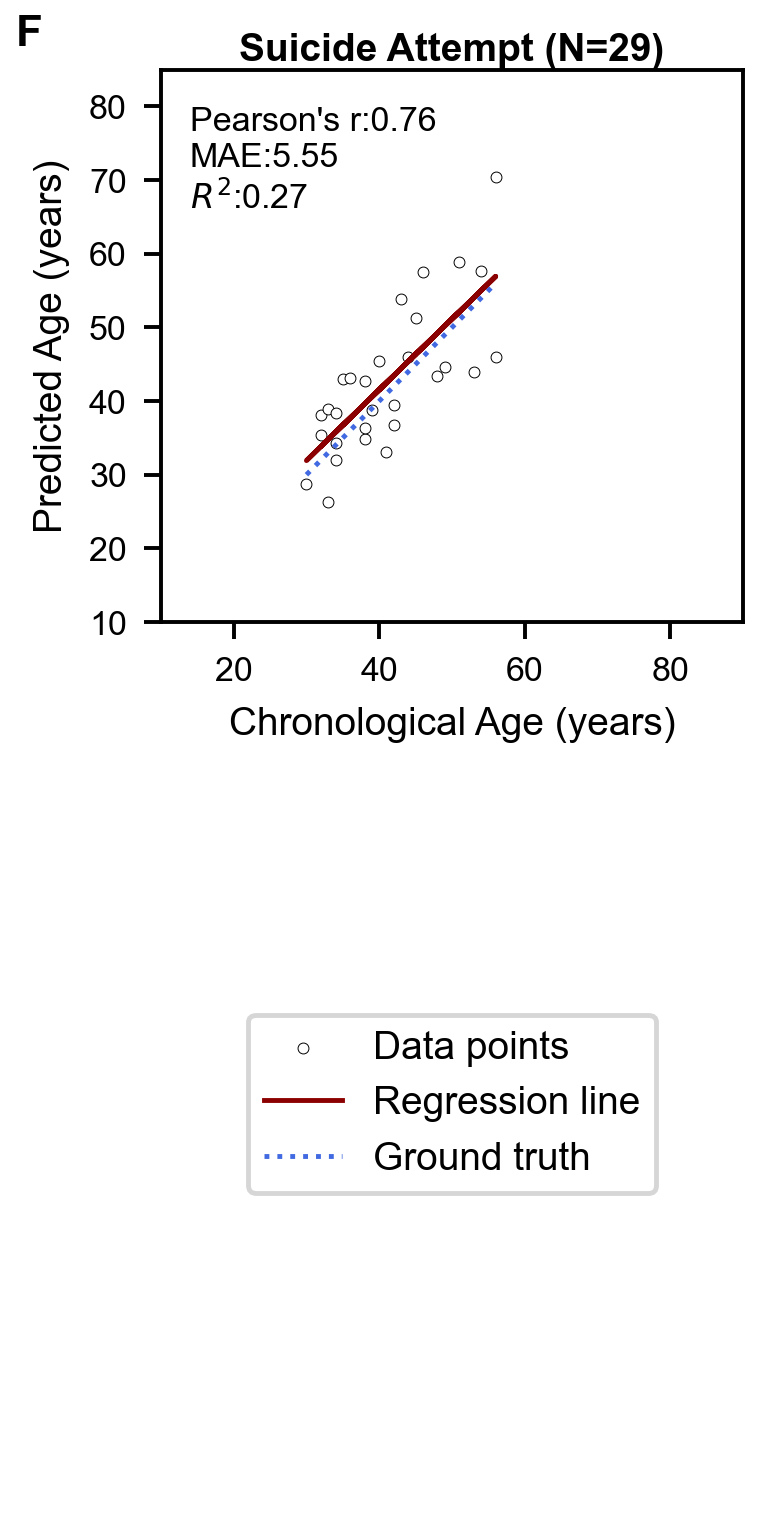 F
Suicide Attempt (N=29)
Pearson's r:0.76
MAE:5.55
R²:0.27
80
70
60
50
40
30
20
10
Predicted Age (years)
20 40 60 80
Chronological Age (years)
Data points
Regression line
Ground truth